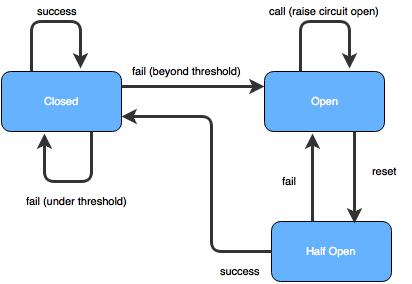 success
call (raise circuit open)
fail (beyond threshold)
Closed
Open
fail (under threshold)
fail
reset
Half Open
success